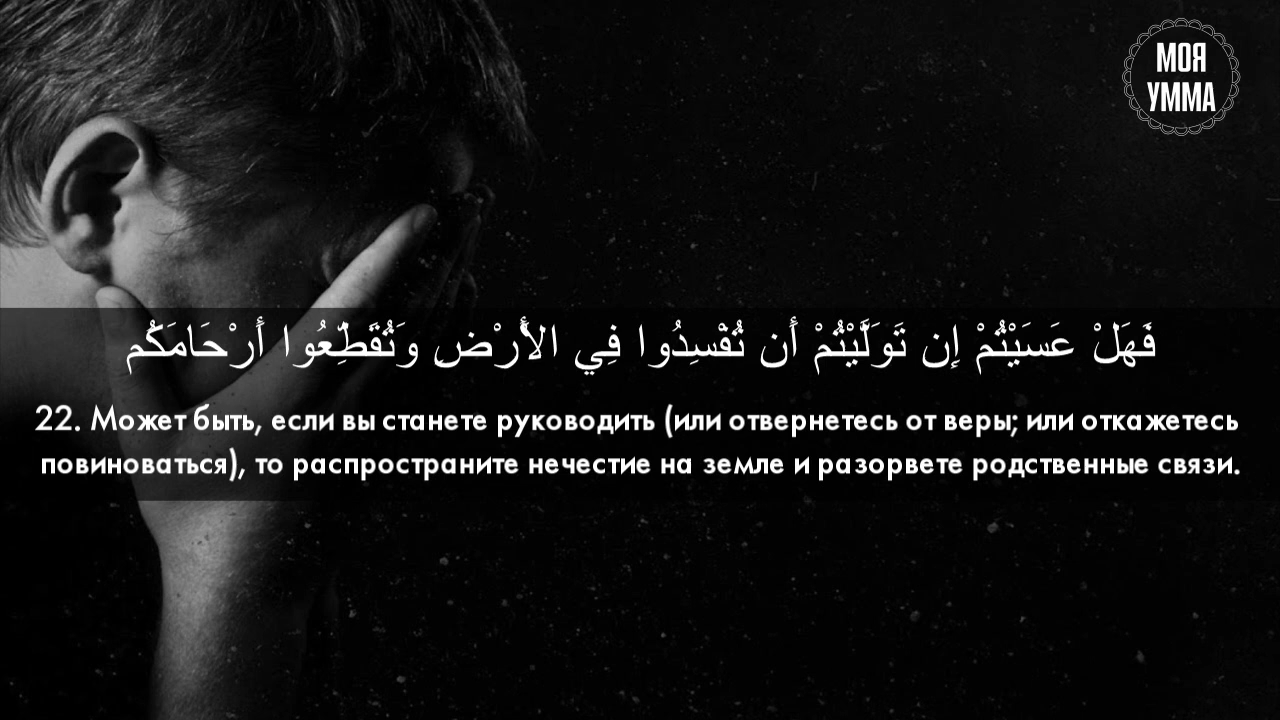 МОЯ
УММА
فَهَلْ عَسَيْتُمْ إِن تَوَلَّيْتُمْ أَن تُفْسِدُوا فِي الأَرْضِ وَتُقَطِّعُوا أَرْحَامَكُم
22. Может быть, если вы станете руководить (или отвернетесь от веры; или откажетесь
повиноваться), то распространите нечестие на земле и разорвете родственные связи.